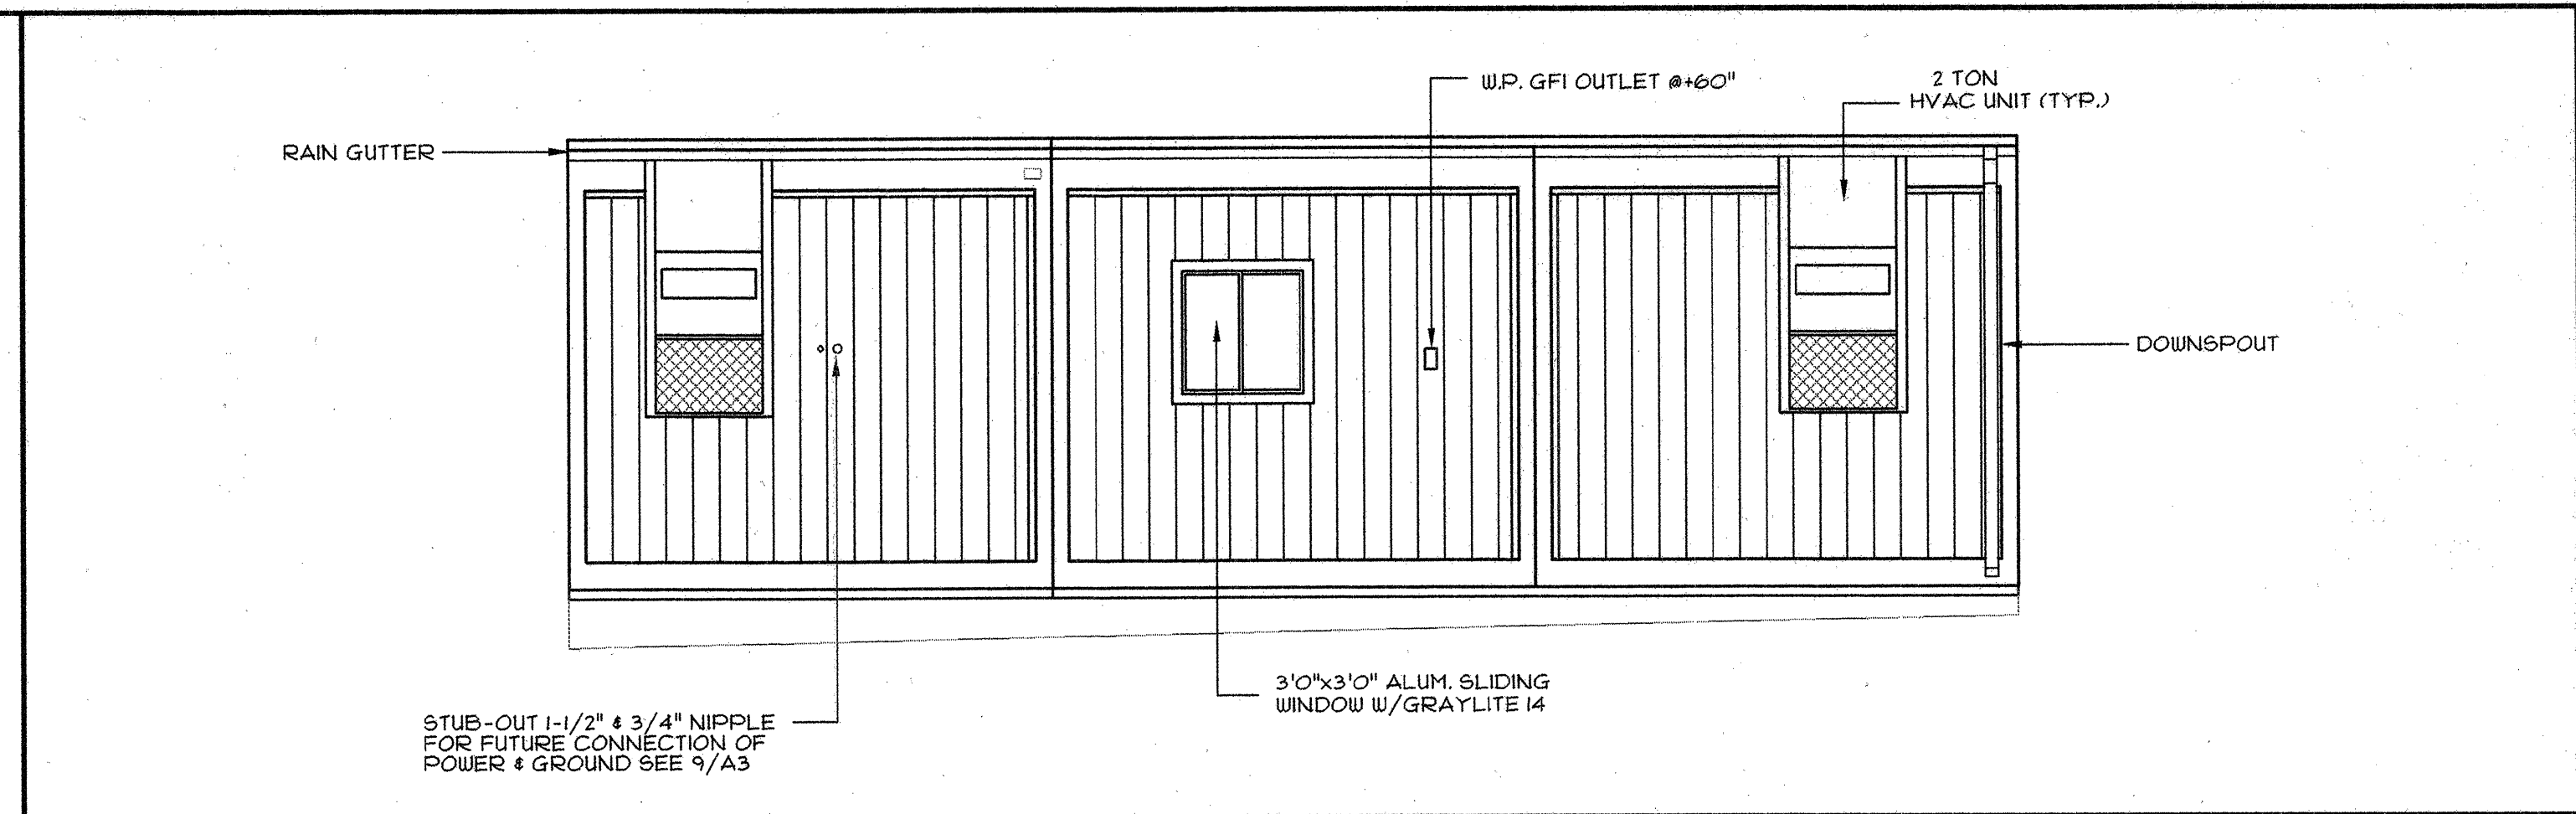 W.P. GFI OUTLET @+60"
2 TON
HVAC UNIT (TYP.)
RAIN GUTTER
DOWNSPOUT
3'0"x3'0" ALUM. SLIDING
WINDOW W/GRAYLITE 14
STUB-OUT 1-1/2" & 3/4" NIPPLE
FOR FUTURE CONNECTION OF
POWER & GROUND SEE 9/A3